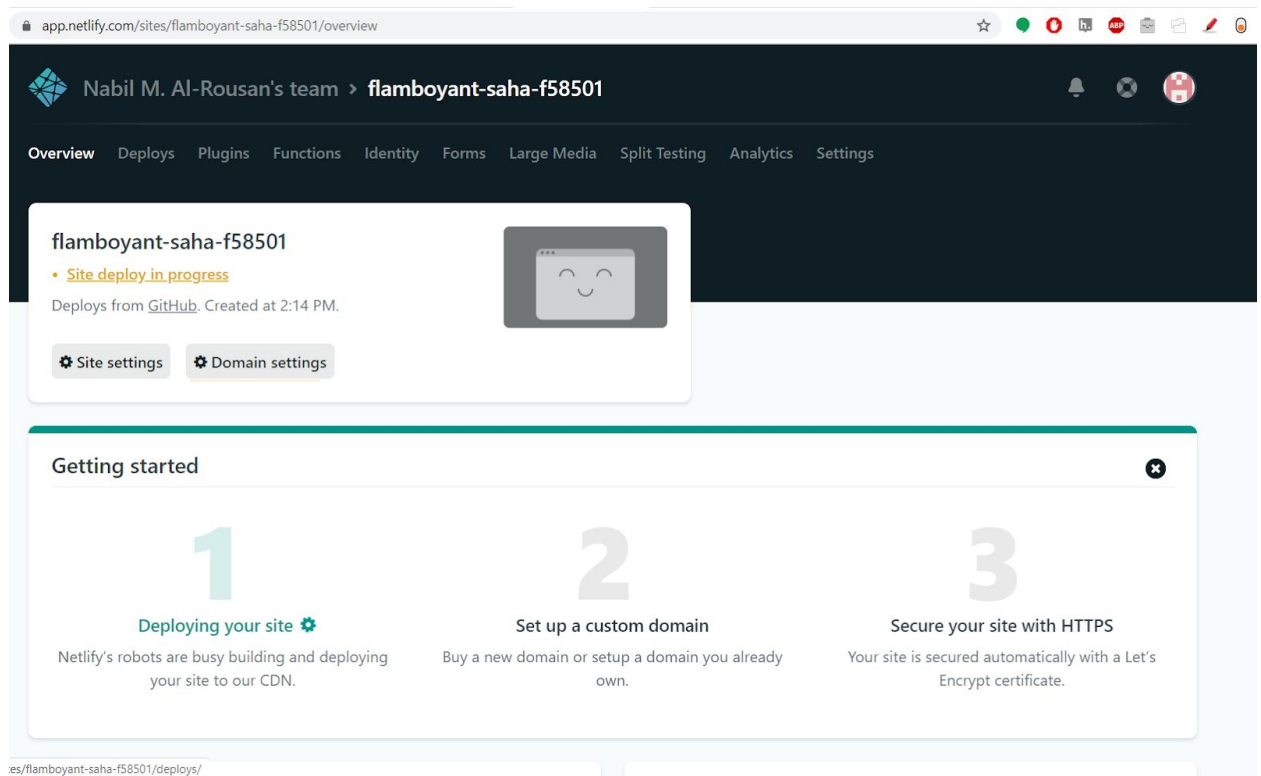 app.netlify.com/sites/flamboyant-saha-f58501/overview
h.
ABP
Nabil M. Al-Rousan's team > flamboyant-saha-f58501
Overview Deploys Plugins Functions Identity Forms Large Media Split Testing Analytics Settings
flamboyant-saha-f58501
• Site deploy in progress
Deploys from GitHub. Created at 2:14 PM.
Site settings Domain settings
Getting started
1 2 3
Deploying your site
Netlify's robots are busy building and deploying
your site to our CDN.
Set up a custom domain
Buy a new domain or setup a domain you already
own.
Secure your site with HTTPS
Your site is secured automatically with a Let's
Encrypt certificate.
es/flamboyant-saha-f58501/deploys/